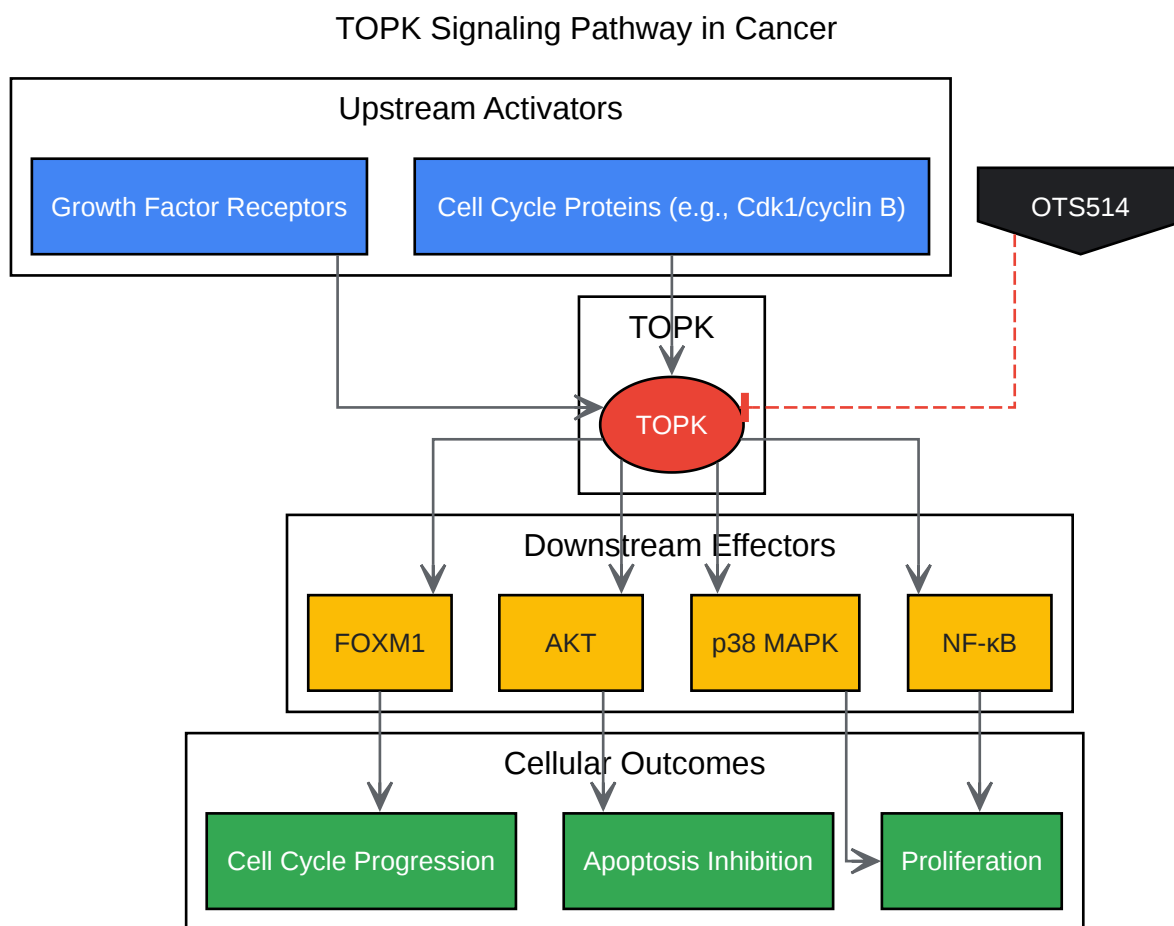 TOPK Signaling Pathway in Cancer
Upstream Activators
Growth Factor Receptors
Cell Cycle Proteins (e.g., Cdk1/cyclin B)
OTS514
TOPK
TOPK
Downstream Effectors
FOXM1
AKT
p38 MAPK
NF-κB
Cellular Outcomes
Cell Cycle Progression
Apoptosis Inhibition
Proliferation